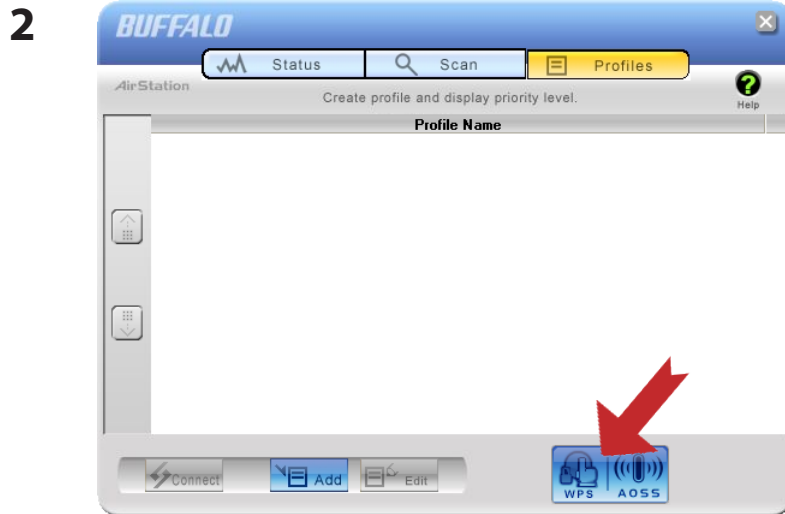 2
BUFFALO
Status Scan Profiles
AirStation
Create profile and display priority level.
Help
Profile Name
Connect Add Edit
WPS AOSS